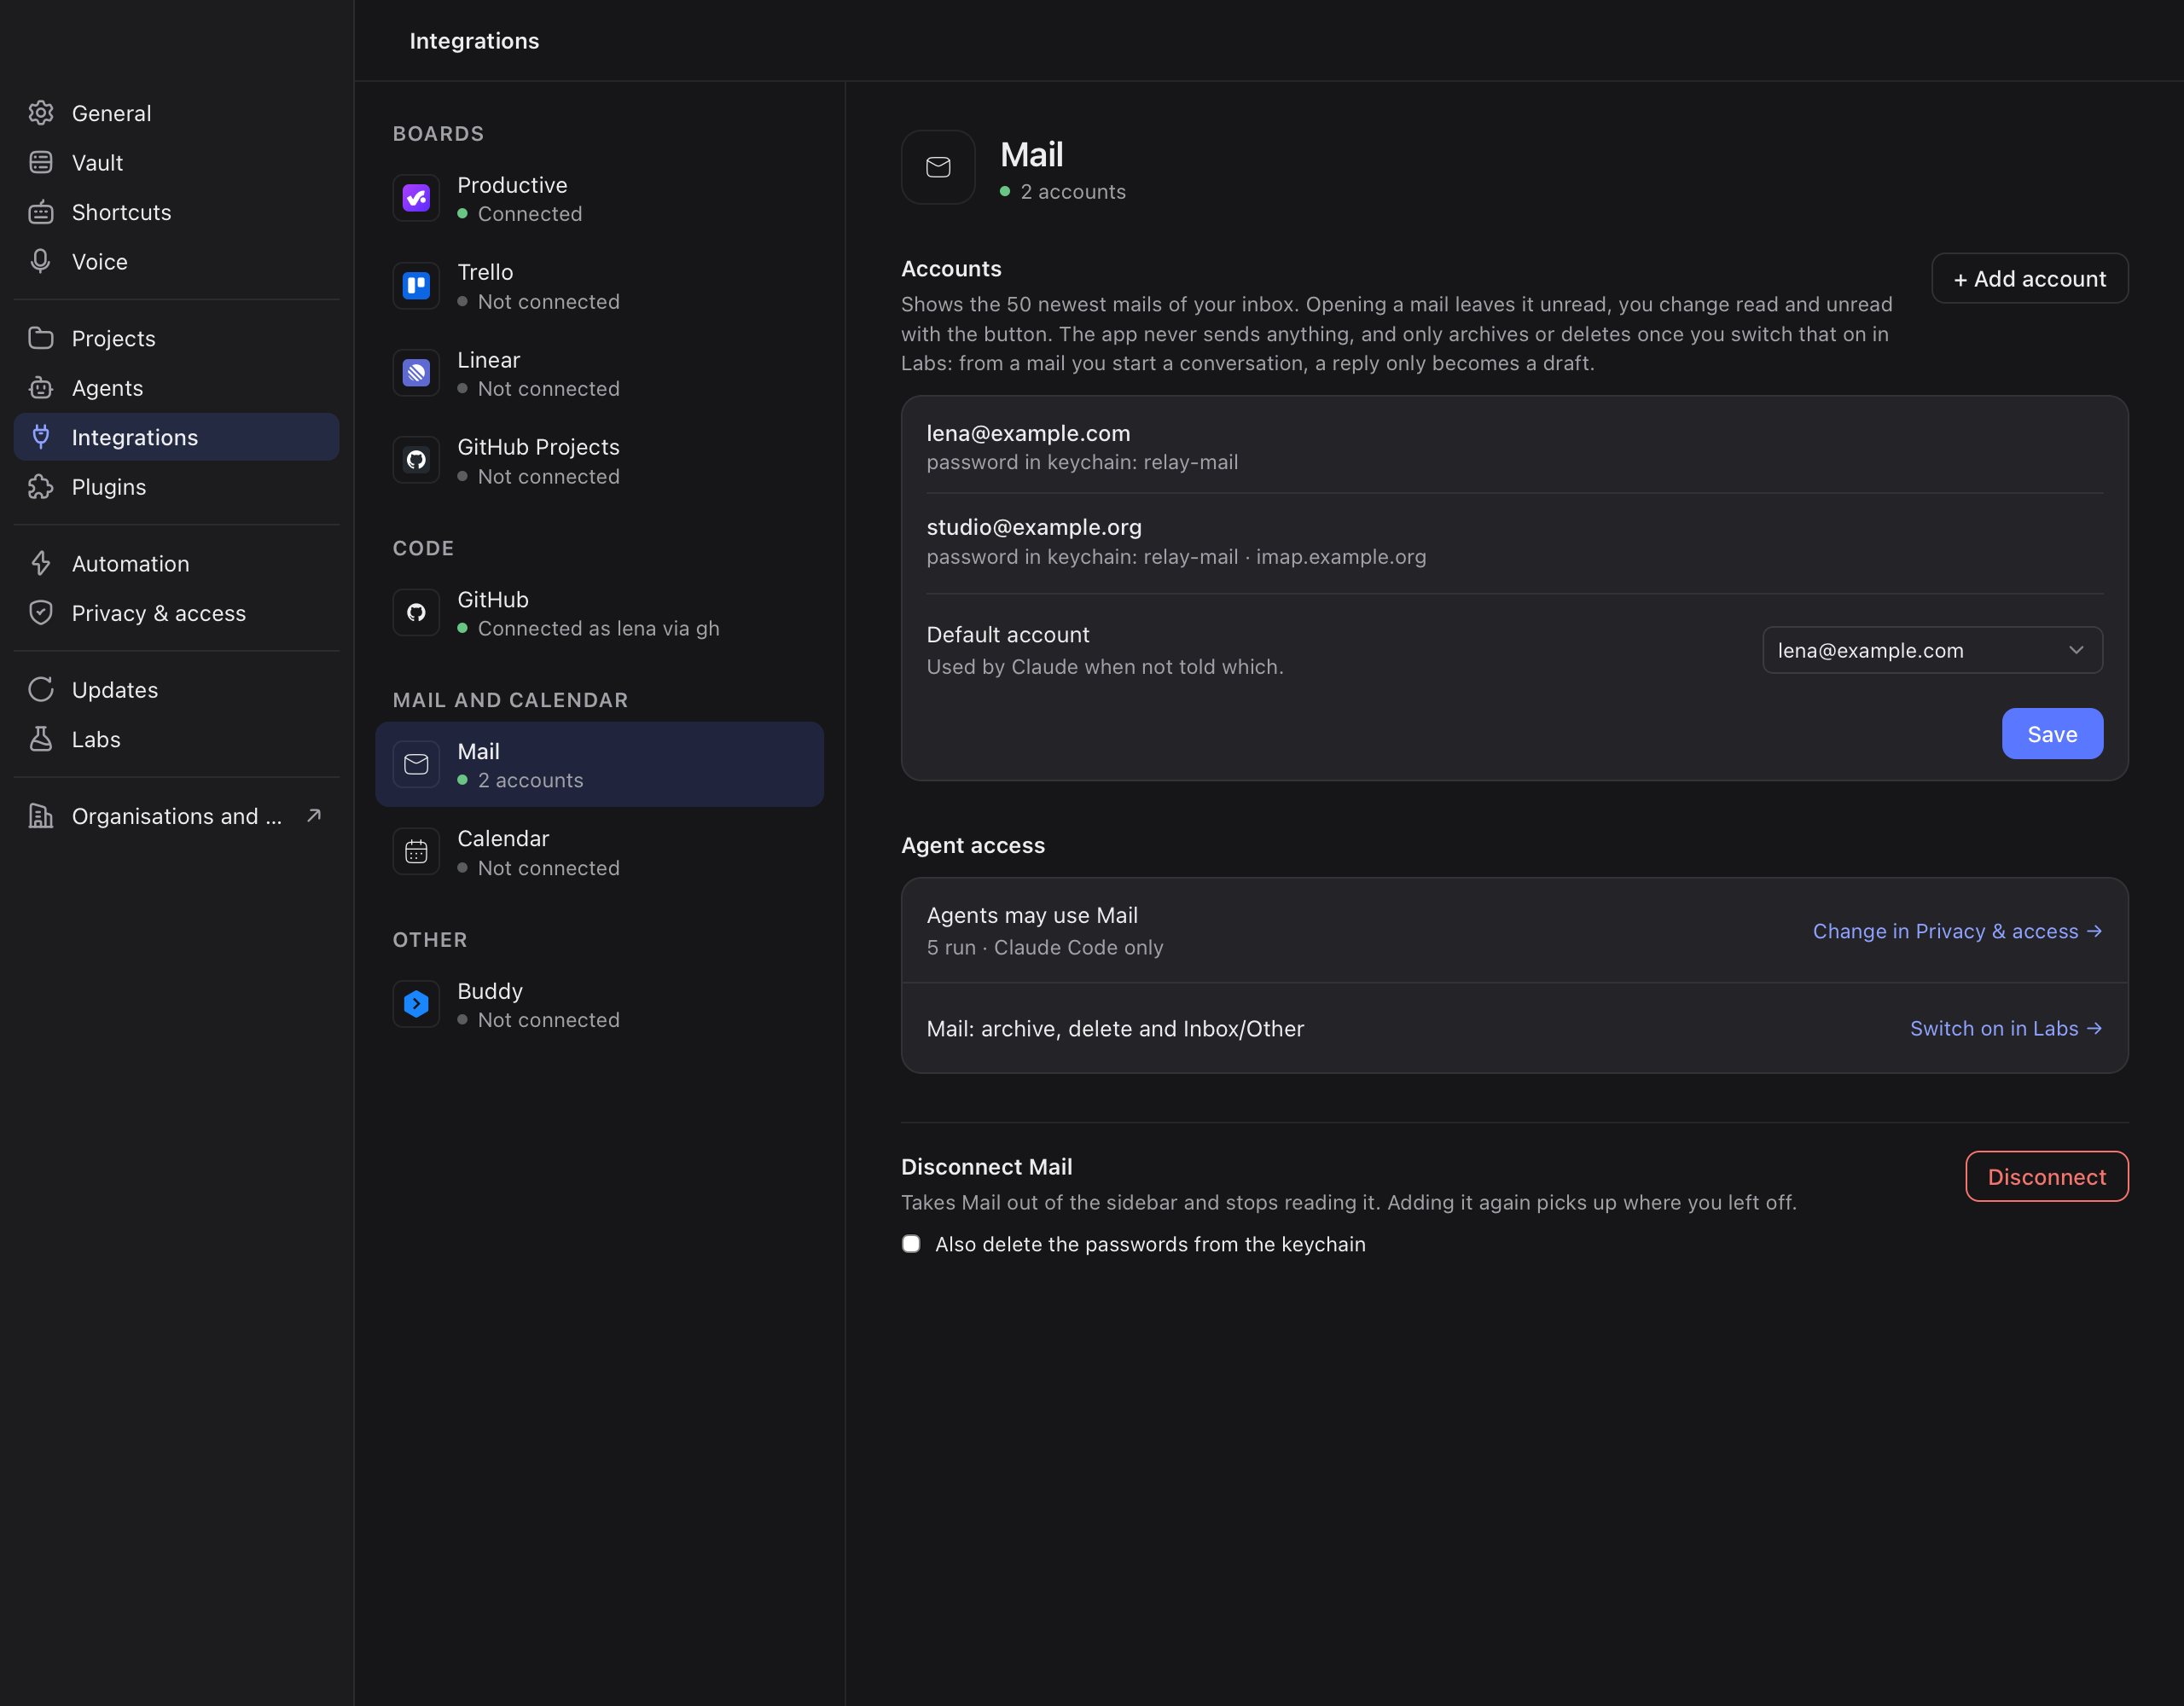 Integrations
General
Vault
Shortcuts
Voice
Projects
Agents
Integrations
Plugins
Automation
Privacy & access
Updates
Labs
Organisations and ...
BOARDS
Productive
Connected
Trello
Not connected
Linear
Not connected
GitHub Projects
Not connected
CODE
GitHub
Connected as lena via gh
MAIL AND CALENDAR
Mail
2 accounts
Calendar
Not connected
OTHER
Buddy
Not connected
Mail
2 accounts
Accounts
+ Add account
Shows the 50 newest mails of your inbox. Opening a mail leaves it unread, you change read and unread
with the button. The app never sends anything, and only archives or deletes once you switch that on in
Labs: from a mail you start a conversation, a reply only becomes a draft.
lena@example.com
password in keychain: relay-mail
studio@example.org
password in keychain: relay-mail · imap.example.org
Default account
Used by Claude when not told which.
lena@example.com
Save
Agent access
Agents may use Mail
5 run · Claude Code only
Change in Privacy & access →
Mail: archive, delete and Inbox/Other
Switch on in Labs →
Disconnect Mail
Takes Mail out of the sidebar and stops reading it. Adding it again picks up where you left off.
Disconnect
Also delete the passwords from the keychain